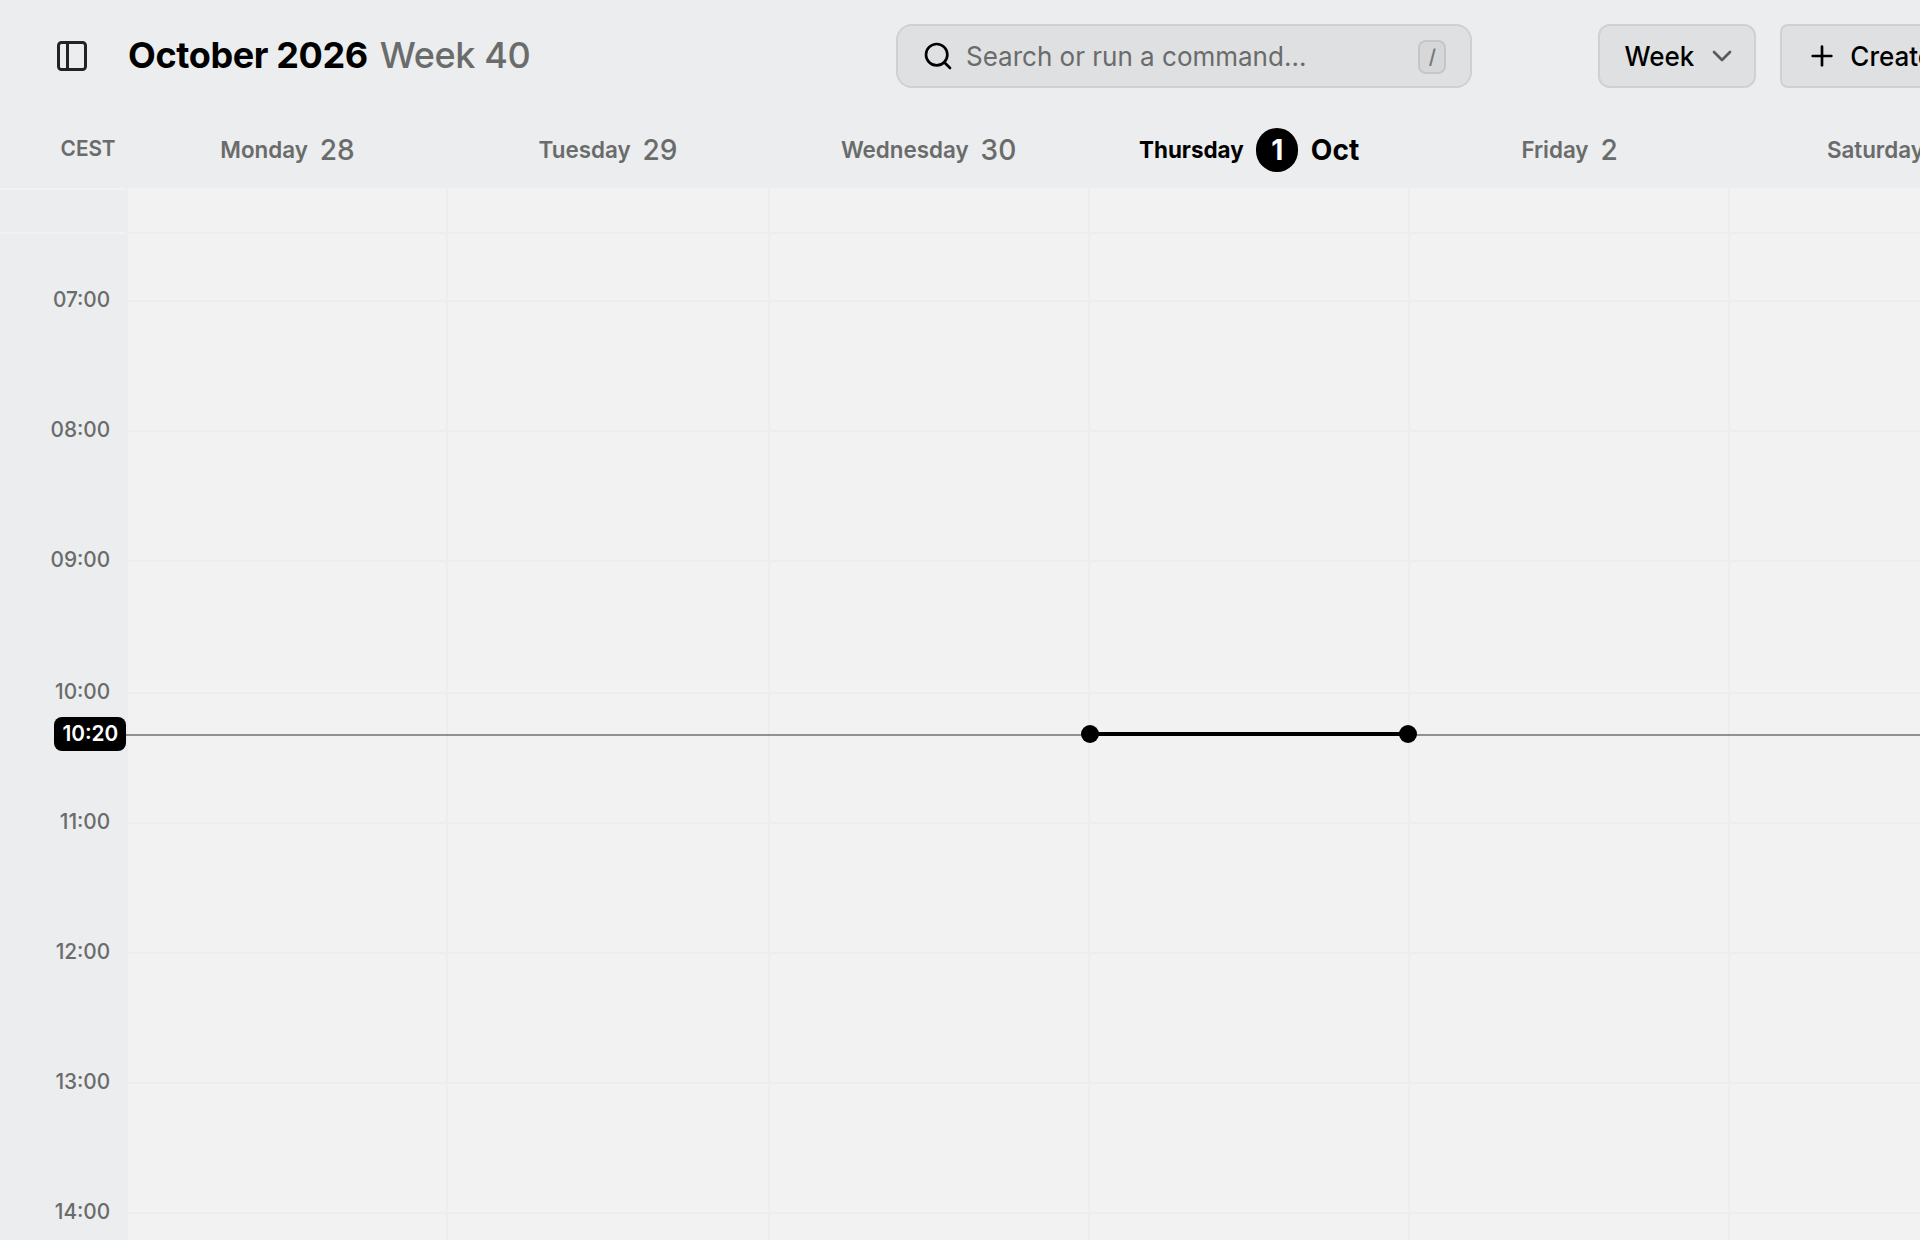 October 2026 Week 40
Search or run a command... /
Week
Creat
CEST
Monday 28
Tuesday 29
Wednesday 30
Thursday 1 Oct
Friday 2
Saturday
07:00
08:00
09:00
10:00
10:20
11:00
12:00
13:00
14:00